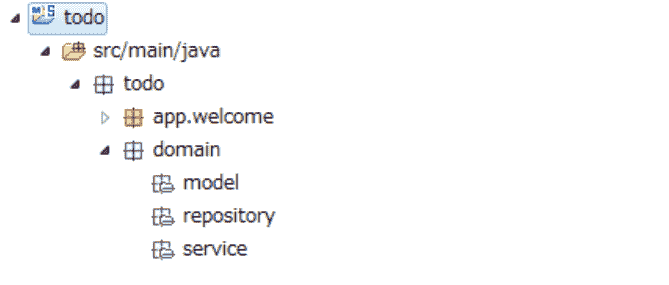 todo
src/main/java
todo
app.welcome
domain
model
repository
service